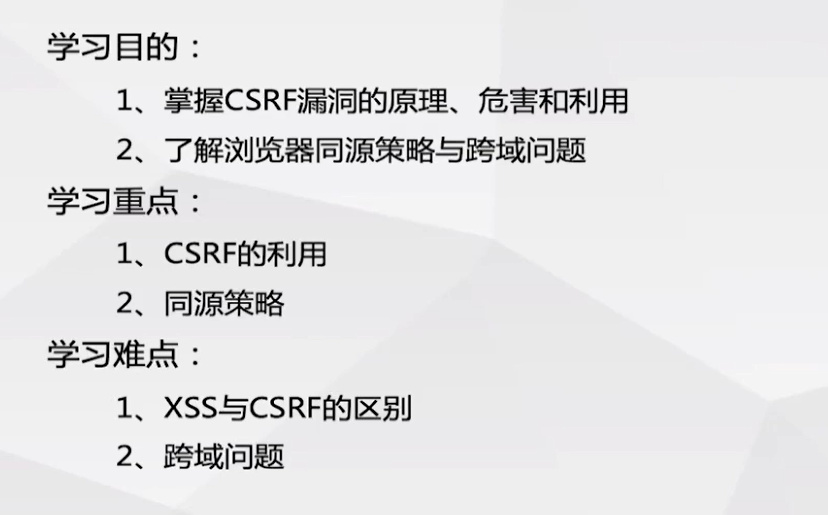 学习目的：
1、掌握CSRF漏洞的原理、危害和利用
2、了解浏览器同源策略与跨域问题
学习重点：
1、CSRF的利用
2、同源策略
学习难点：
1、XSS与CSRF的区别
2、跨域问题